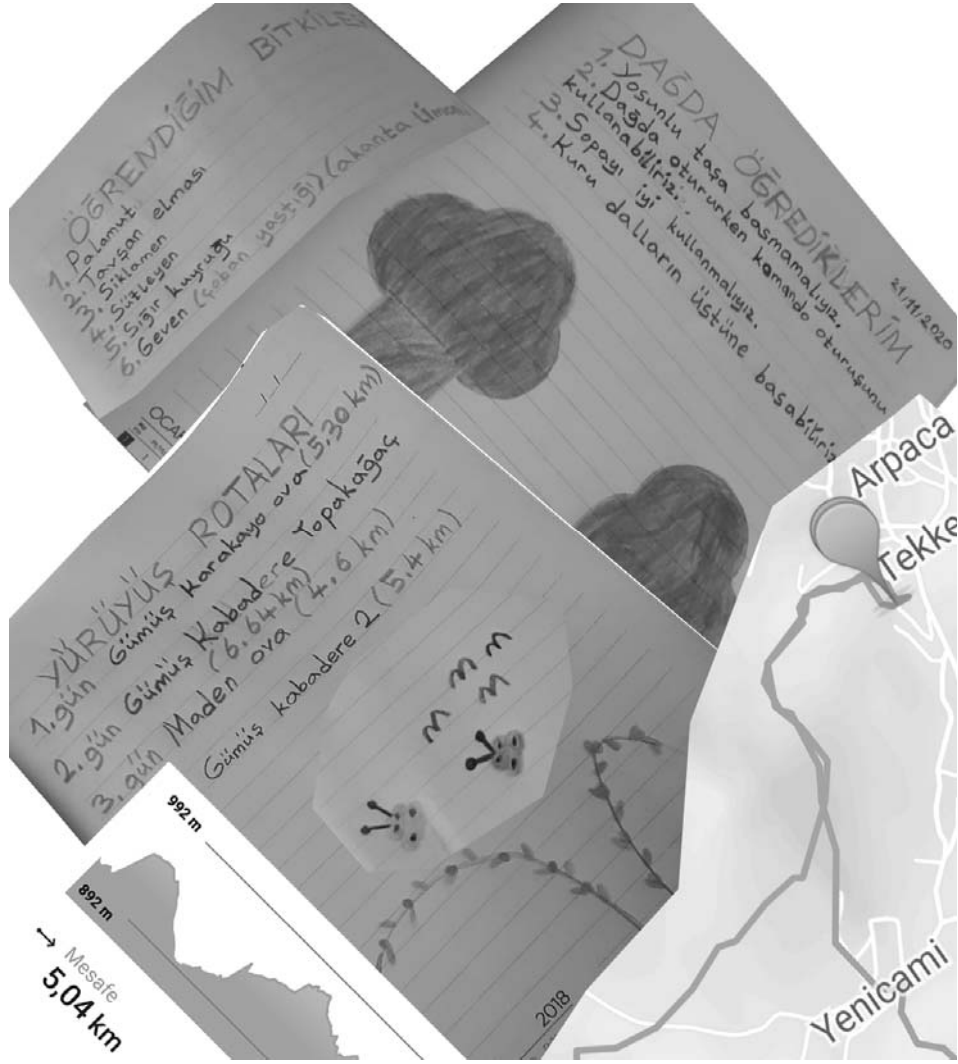 ÖĞRENDİĞİM BİTKİLER
1. Palamut
2. Tavşan elması
3. Siklamen
4. Sütleyen
5. Sığır kuyruğu
6. Geven (çoban yastığı)
DAĞDA ÖĞREDİKLERİM
21/11/2020
1. Yosunlu taşa basmamalıyız.
2. Dağda otururken komando oturuşunu
kullanabiliriz.
3. Sopayı iyi kullanmalıyız.
4. Kuru dalların üstüne basabiliriz
YÜRÜYÜŞ ROTALARI
1. gün Gümüş karakayo ova (5,30 km)
2. gün Gümüş Kabadere Topakağaç
(6.64 km)
3. gün Maden ova (4.6 km)
Gümüş kabadere 2 (5.4 km)
2018
992 m
892 m
→ Mesafe
5,04 km
Arpaca
Tekke
Yenicami